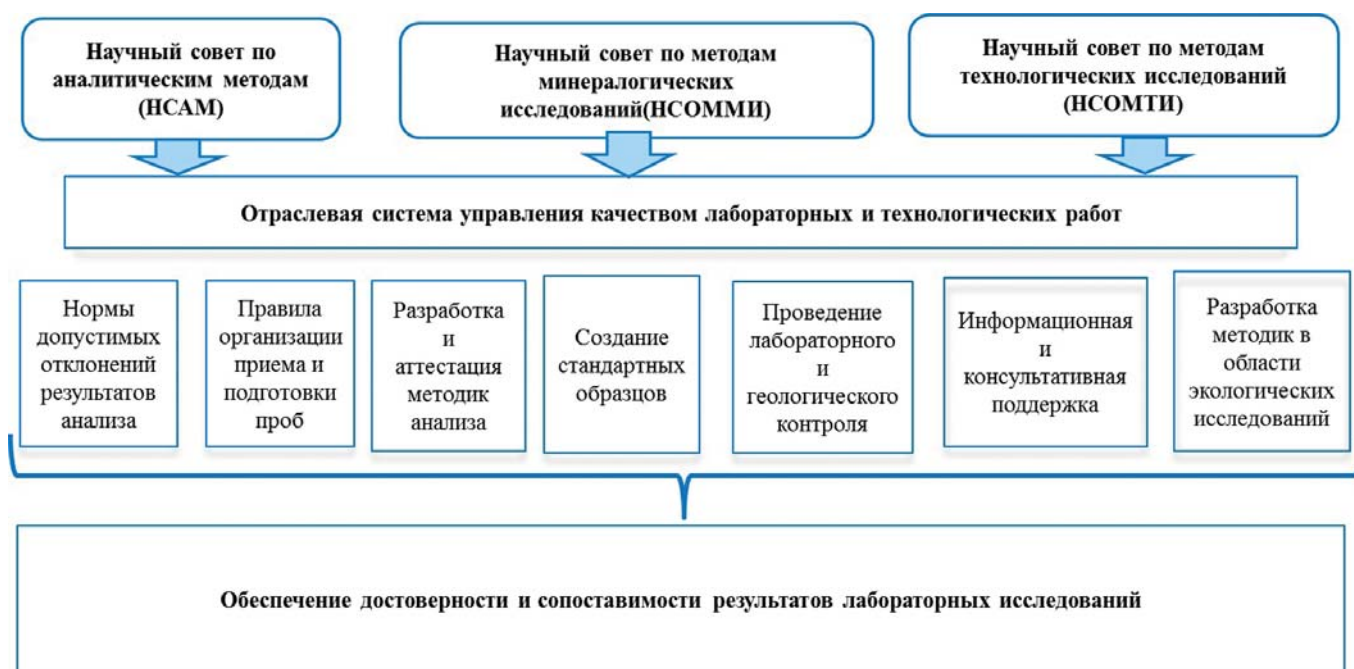 Научный совет по
аналитическим методам
(НСАМ)
Научный совет по методам
минералогических
исследований(НСОММИ)
Научный совет по методам
технологических исследований
(НСОМТИ)
Отраслевая система управления качеством лабораторных и технологических работ
Нормы
допустимых
отклонений
результатов
анализа
Правила
организации
приема и
подготовки
проб
Разработка
и
аттестация
методик
анализа
Создание
стандартных
образцов
Проведение
лабораторного
и
геологического
контроля
Информационная
и
консультативная
поддержка
Разработка
методик в
области
экологических
исследований
Обеспечение достоверности и сопоставимости результатов лабораторных исследований